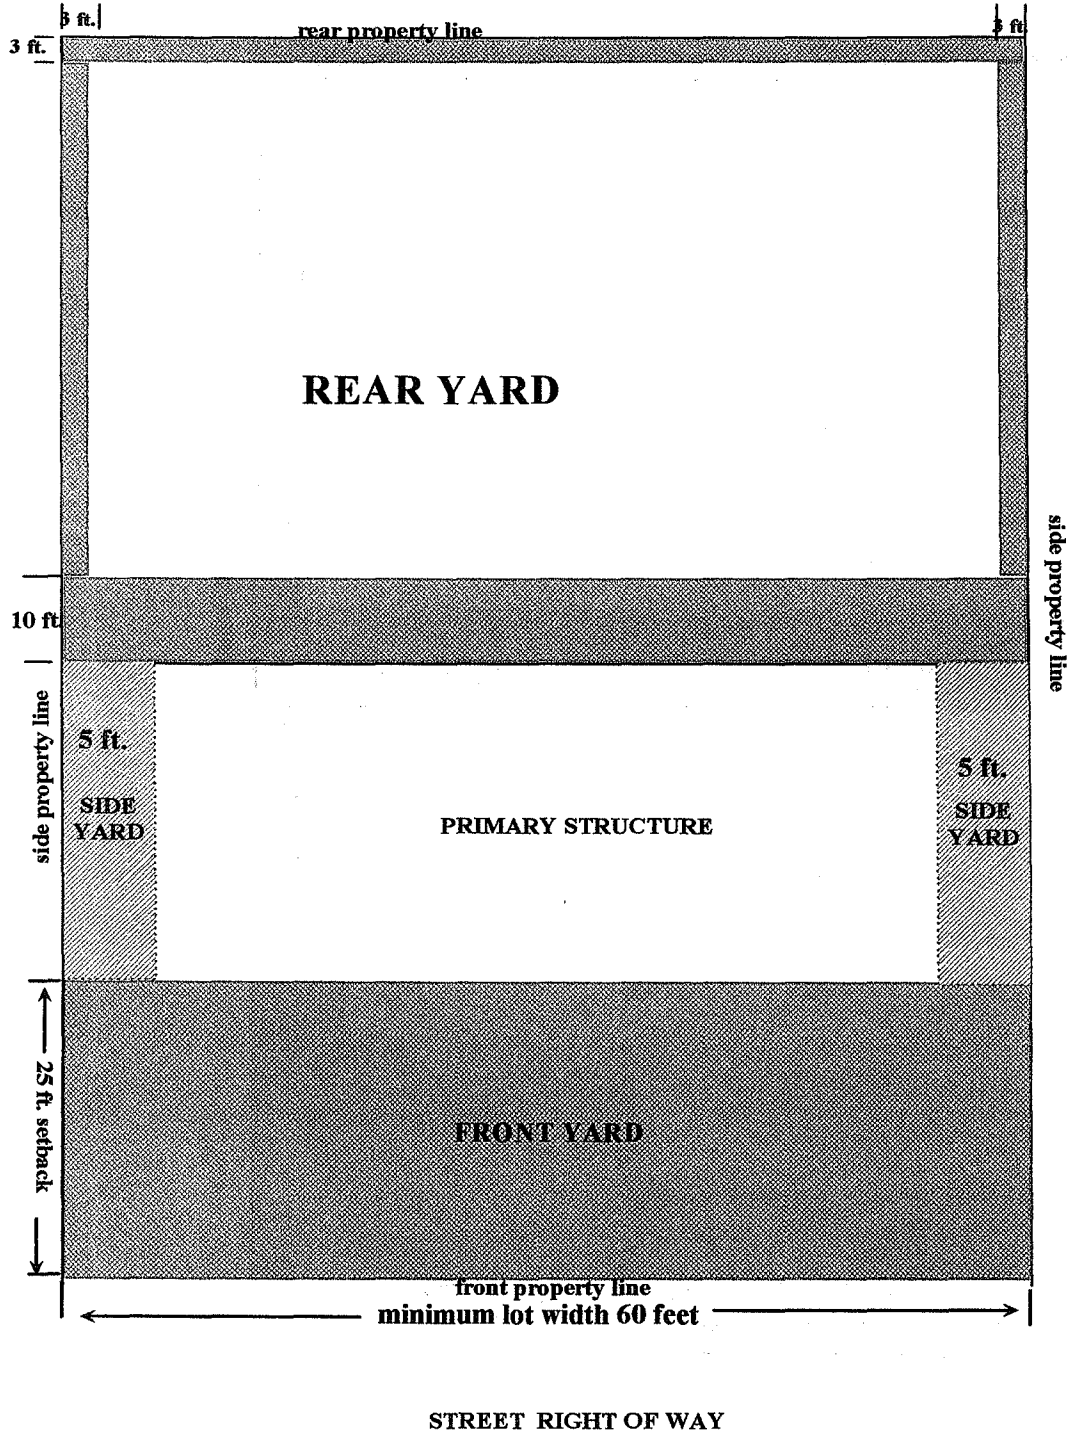 3 ft.
3 ft.
rear property line
3 ft.
REAR YARD
side property line
10 ft.
side property line
5 ft.
SIDE
YARD
PRIMARY STRUCTURE
5 ft.
SIDE
YARD
25 ft. setback
FRONT YARD
front property line
minimum lot width 60 feet
STREET RIGHT OF WAY